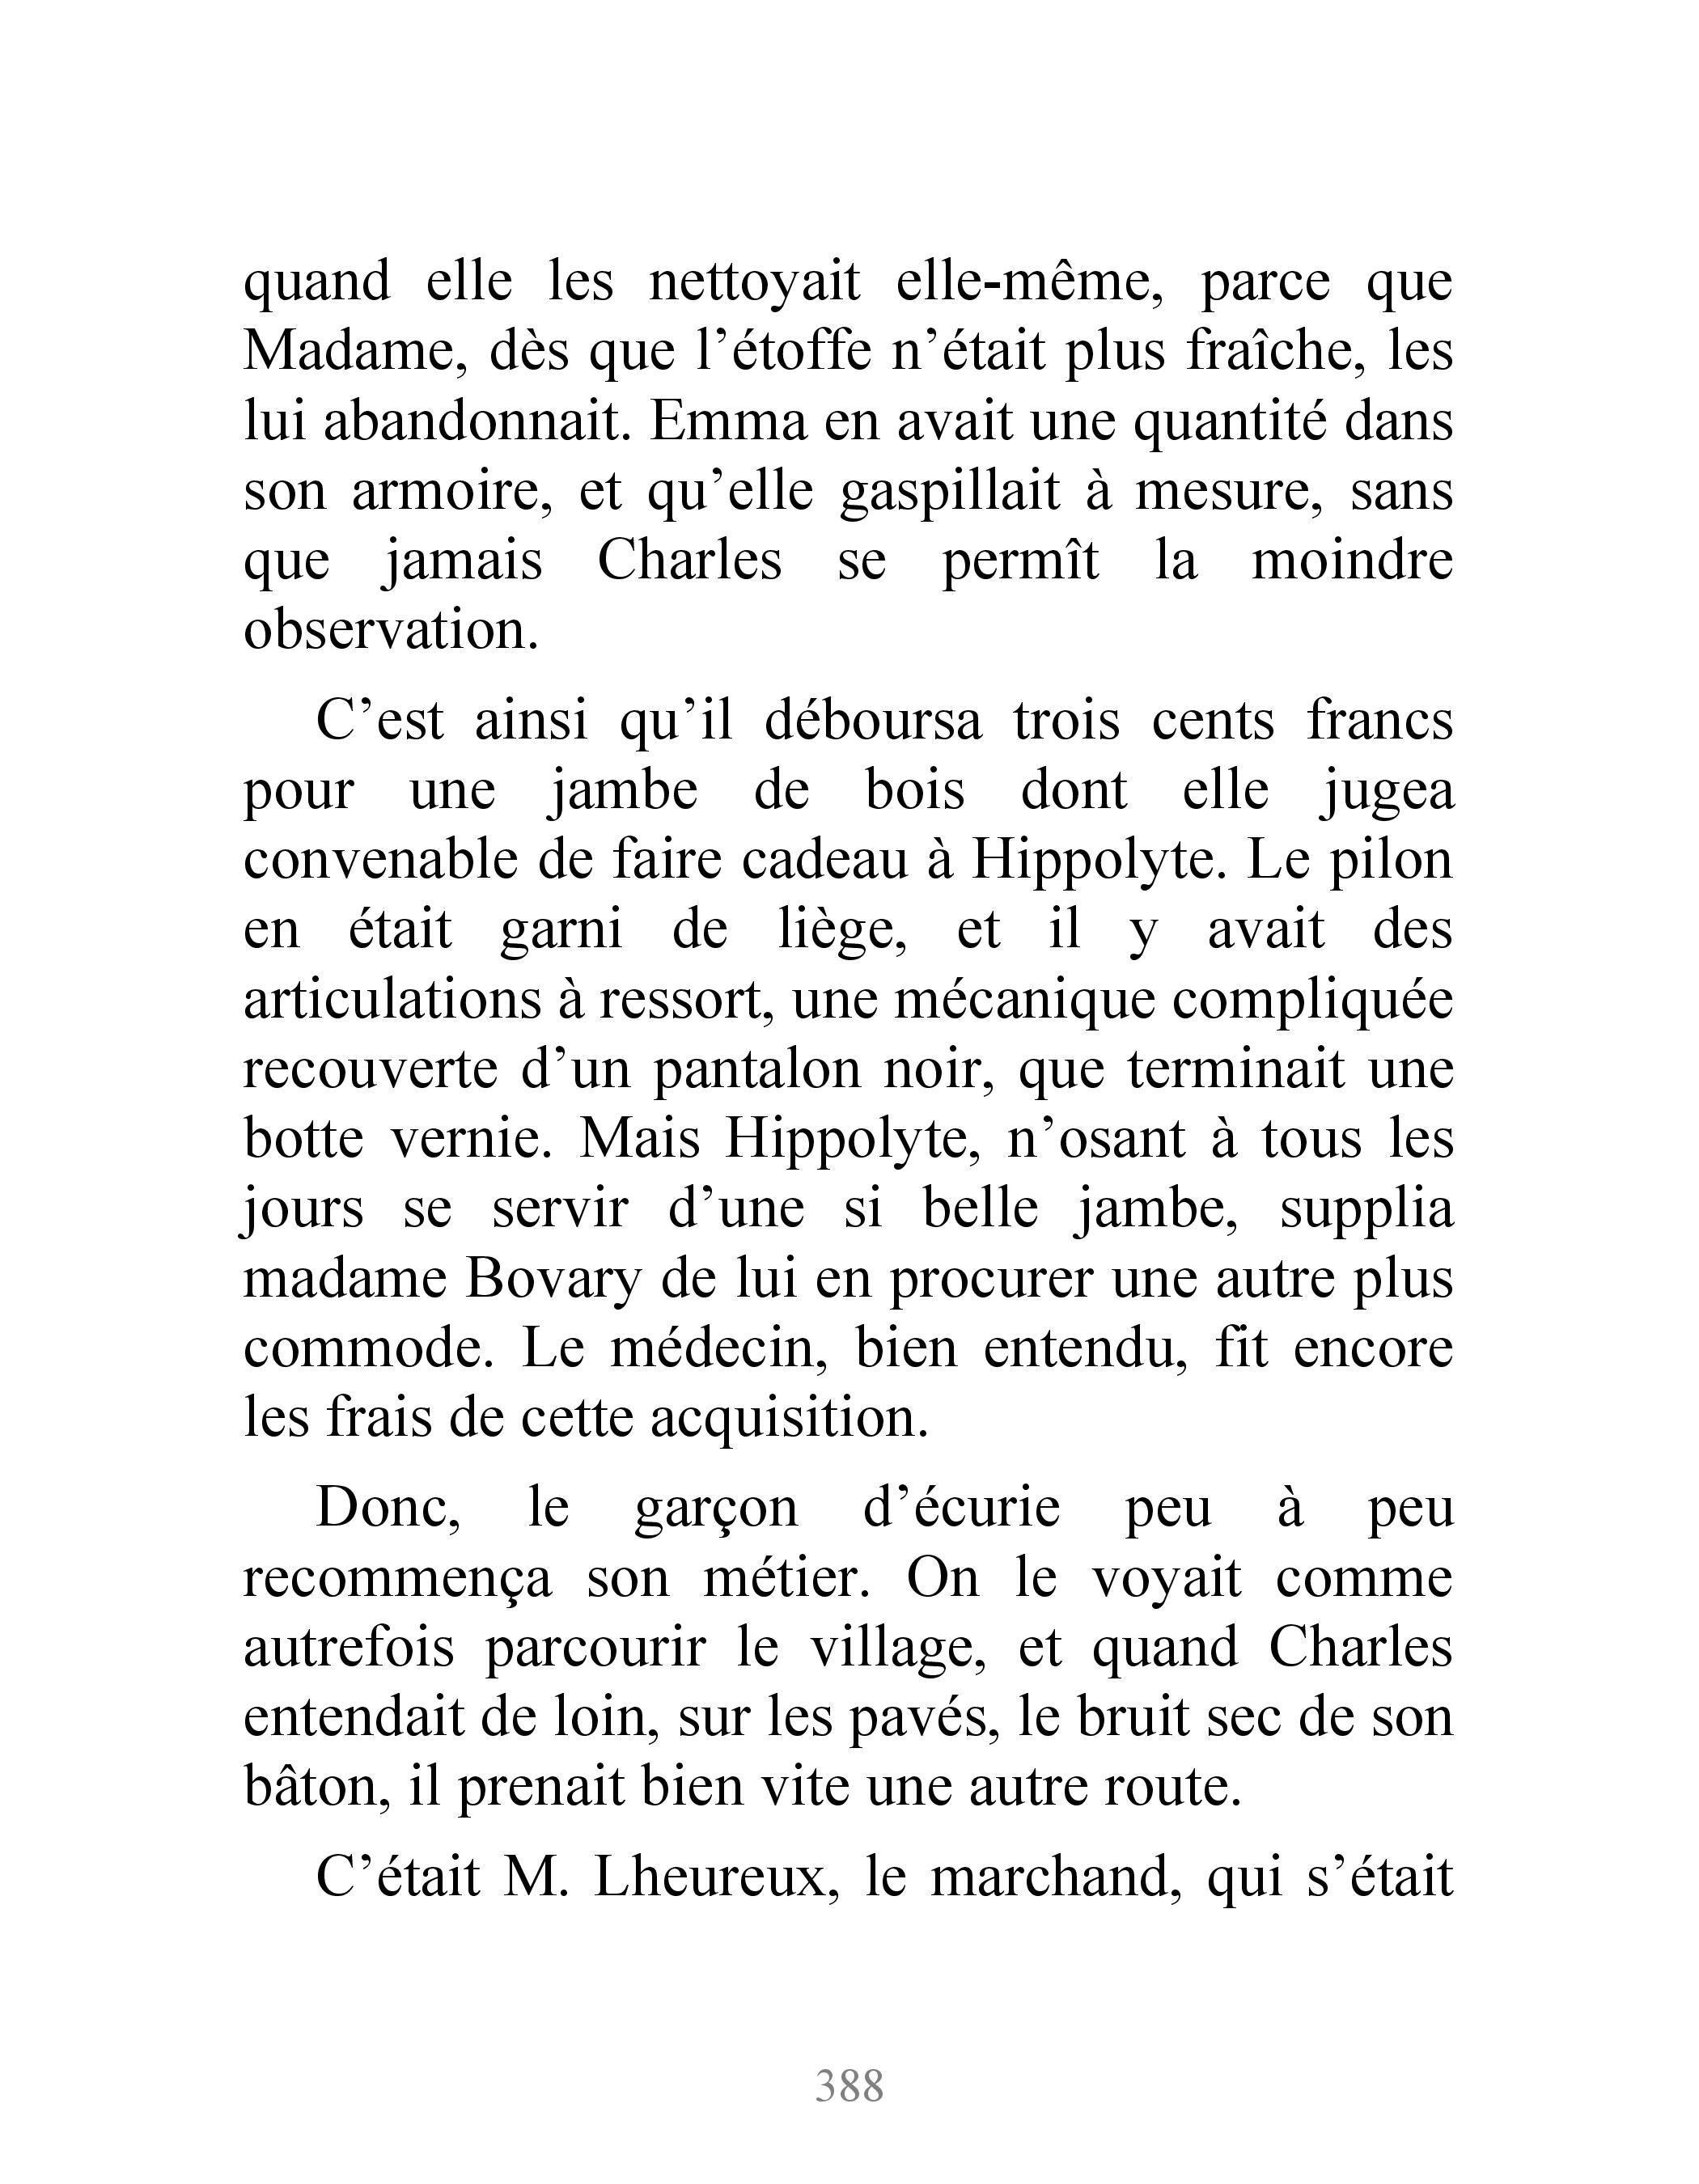 quand elle les nettoyait elle-même, parce que
Madame, dès que l’étoffe n’était plus fraîche, les
lui abandonnait. Emma en avait une quantité dans
son armoire, et qu’elle gaspillait à mesure, sans
que jamais Charles se permît la moindre
observation.
C’est ainsi qu’il déboursa trois cents francs
pour une jambe de bois dont elle jugea
convenable de faire cadeau à Hippolyte. Le pilon
en était garni de liège, et il y avait des
articulations à ressort, une mécanique compliquée
recouverte d’un pantalon noir, que terminait une
botte vernie. Mais Hippolyte, n’osant à tous les
jours se servir d’une si belle jambe, supplia
madame Bovary de lui en procurer une autre plus
commode. Le médecin, bien entendu, fit encore
les frais de cette acquisition.
Donc, le garçon d’écurie peu à peu
recommença son métier. On le voyait comme
autrefois parcourir le village, et quand Charles
entendait de loin, sur les pavés, le bruit sec de son
bâton, il prenait bien vite une autre route.
C’était M. Lheureux, le marchand, qui s’était
388